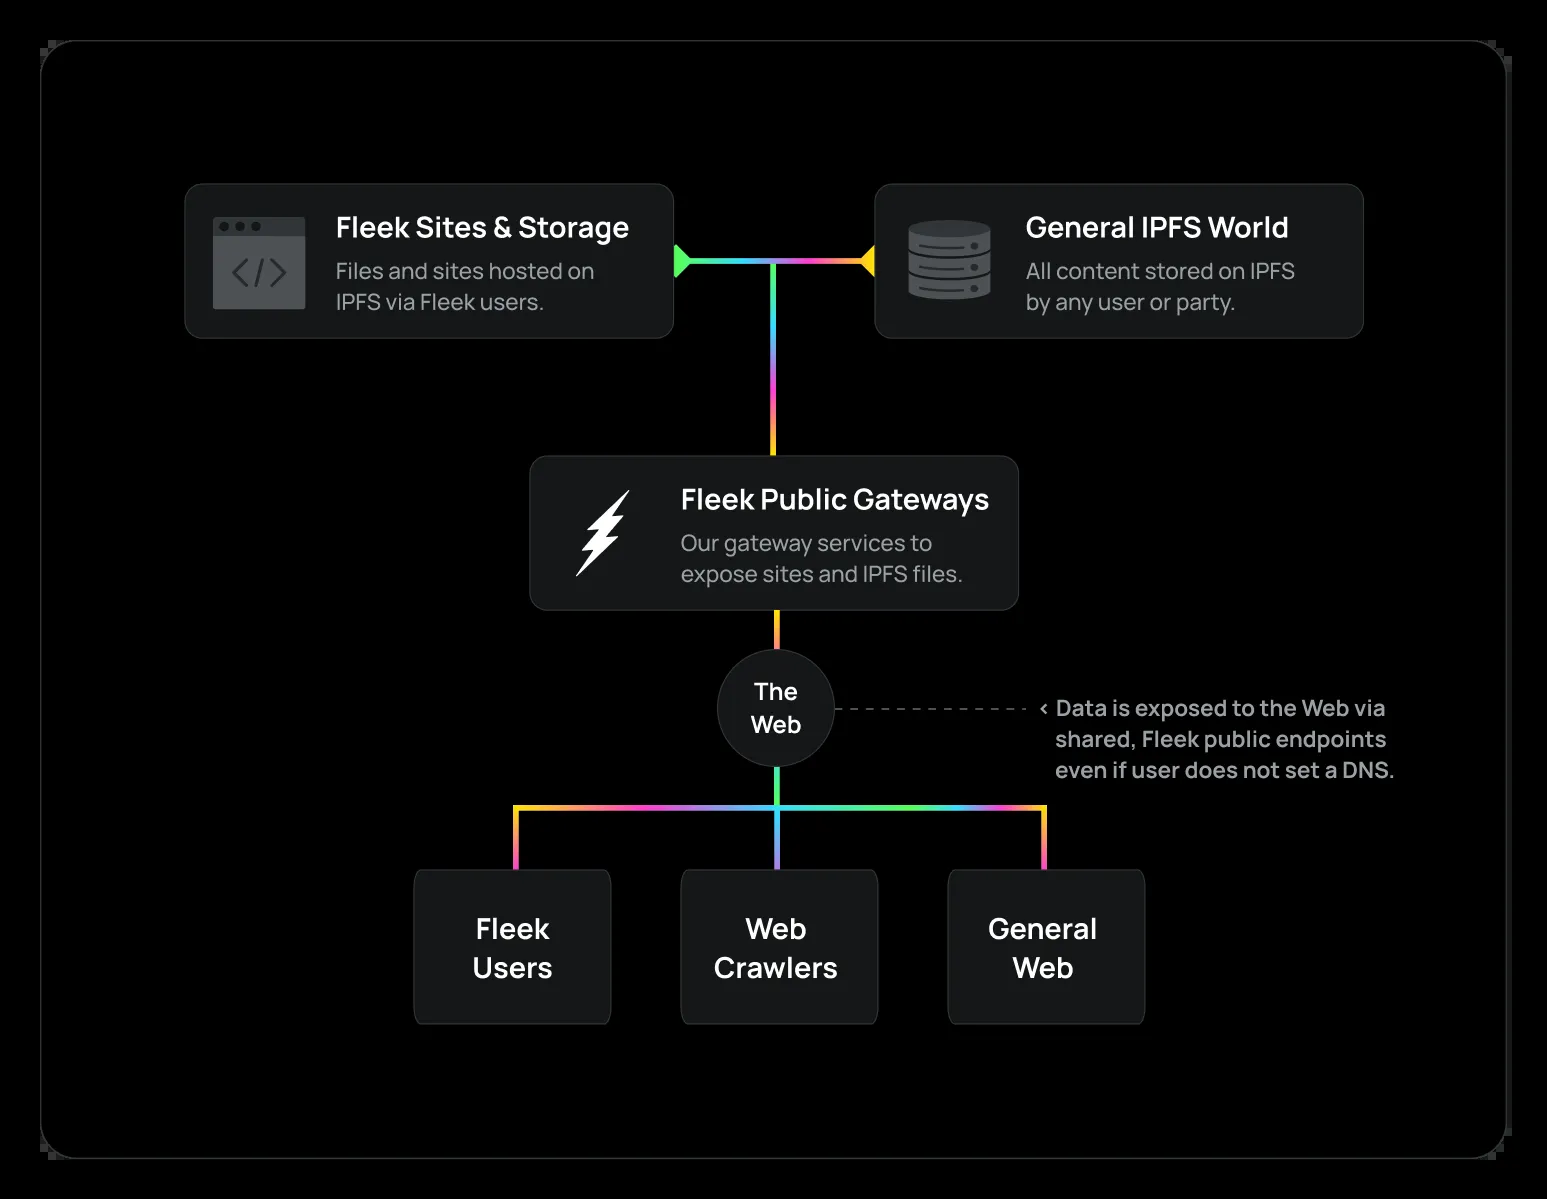 Fleek Sites & Storage
Files and sites hosted on
IPFS via Fleek users.
General IPFS World
All content stored on IPFS
by any user or party.
Fleek Public Gateways
Our gateway services to
expose sites and IPFS files.
The
Web
‹ Data is exposed to the Web via
shared, Fleek public endpoints
even if user does not set a DNS.
Fleek
Users
Web
Crawlers
General
Web